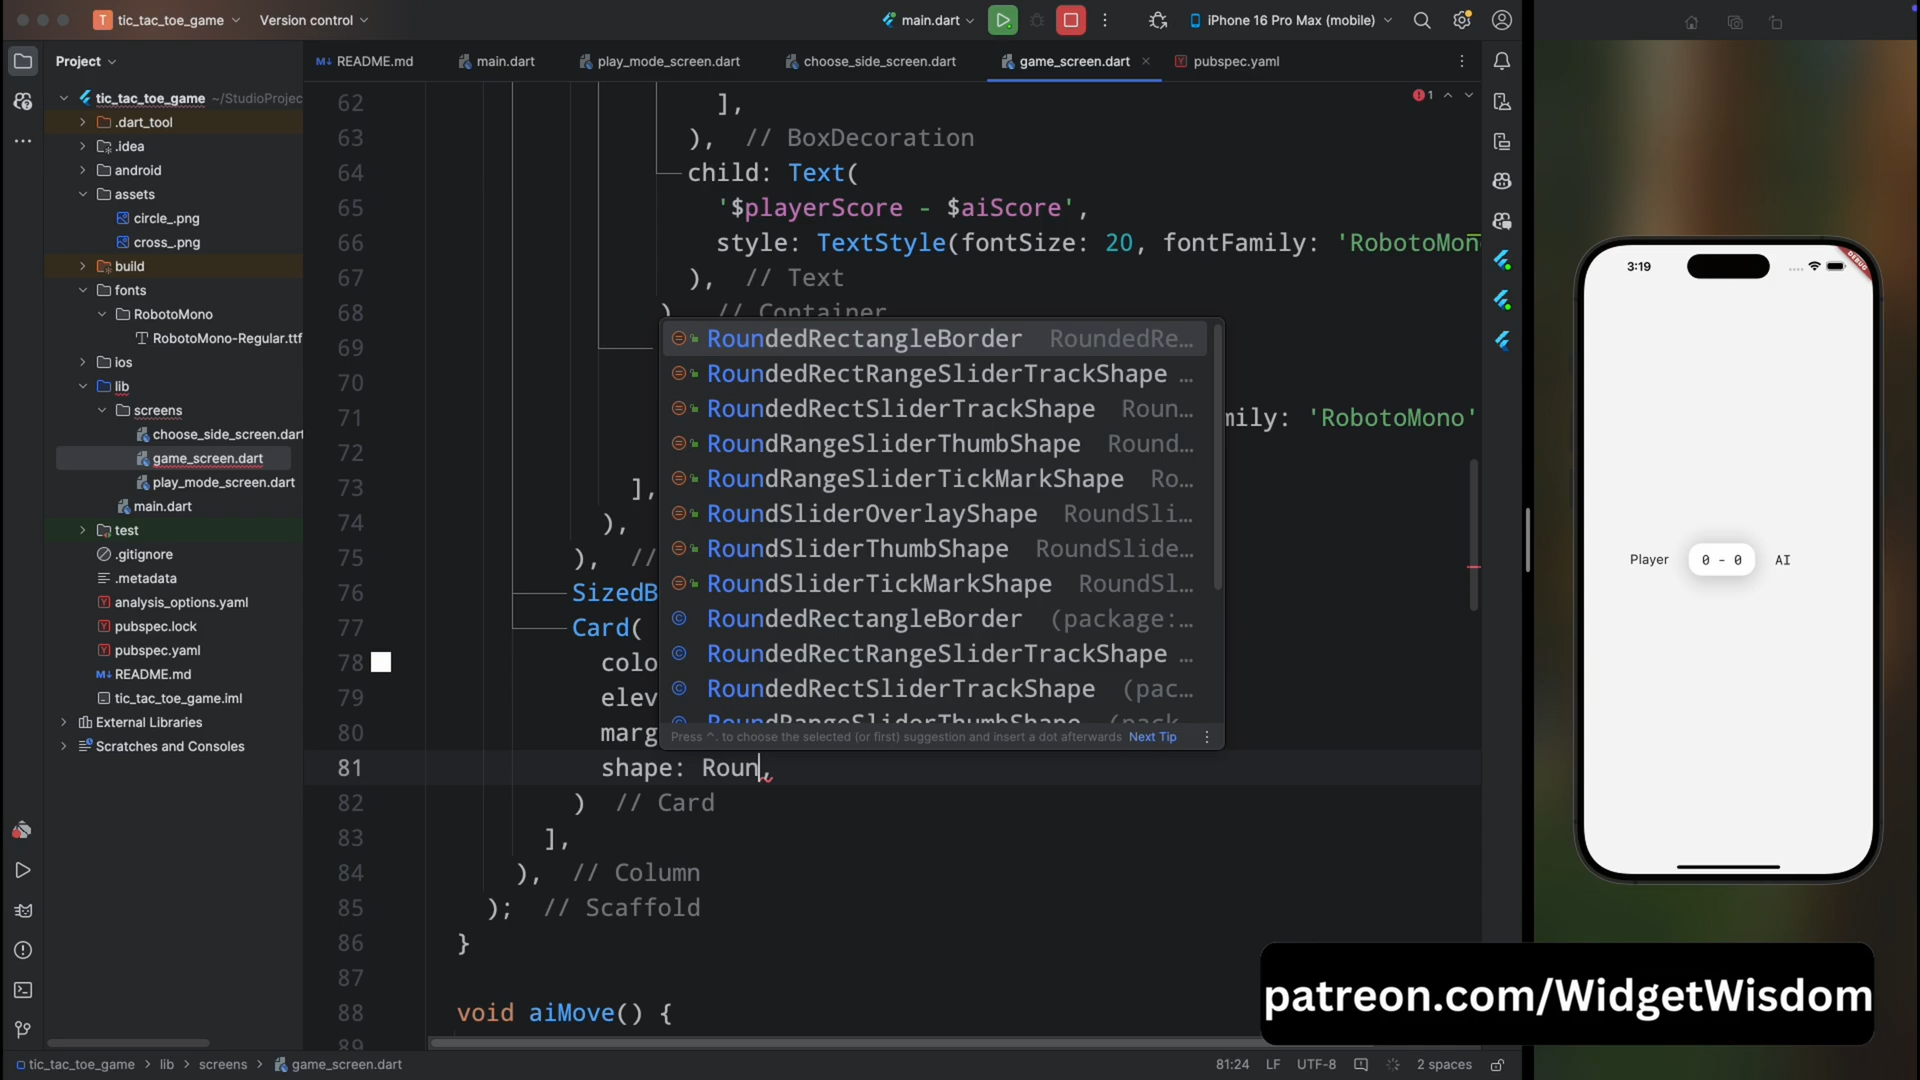 T tic_tac_toe_game
Version control
main.dart
iPhone 16 Pro Max (mobile)
Project
README.md
main.dart
play_mode_screen.dart
choose_side_screen.dart
game_screen.dart
pubspec.yaml
tic_tac_toe_game ~/StudioProjec
.dart_tool
.idea
android
assets
circle_.png
cross_.png
build
fonts
RobotoMono
RobotoMono-Regular.ttf
ios
lib
screens
choose_side_screen.dart
game_screen.dart
play_mode_screen.dart
main.dart
test
.gitignore
.metadata
analysis_options.yaml
pubspec.lock
pubspec.yaml
README.md
tic_tac_toe_game.iml
External Libraries
Scratches and Consoles
1
62 ],
63 ), // BoxDecoration
64 child: Text(
65 '$playerScore - $aiScore',
66 style: TextStyle(fontSize: 20, fontFamily: 'RobotoMon
67 ), // Text
68 ) // Container
69
70
71 mily: 'RobotoMono'
72
73 ],
74 ),
75 ), //
76 SizedB
77 Card(
78 colo
79 elev
80 marg
81 shape: Roun,
82 ) // Card
83 ],
84 ), // Column
85 ); // Scaffold
86 }
87
88 void aiMove() {
89
RoundedRectangleBorder RoundedRe...
RoundedRectRangeSliderTrackShape ...
RoundedRectSliderTrackShape Roun...
RoundRangeSliderThumbShape Round...
RoundRangeSliderTickMarkShape Ro...
RoundSliderOverlayShape RoundSli...
RoundSliderThumbShape RoundSlide...
RoundSliderTickMarkShape RoundSl...
RoundedRectangleBorder (package:...
RoundedRectRangeSliderTrackShape ...
RoundedRectSliderTrackShape (pac...
RoundRangeSliderThumbShape (pack...
Press ^. to choose the selected (or first) suggestion and insert a dot afterwards Next Tip
3:19
DEBUG
Player 0 - 0 AI
patreon.com/WidgetWisdom
tic_tac_toe_game > lib > screens > game_screen.dart
81:24 LF UTF-8 2 spaces